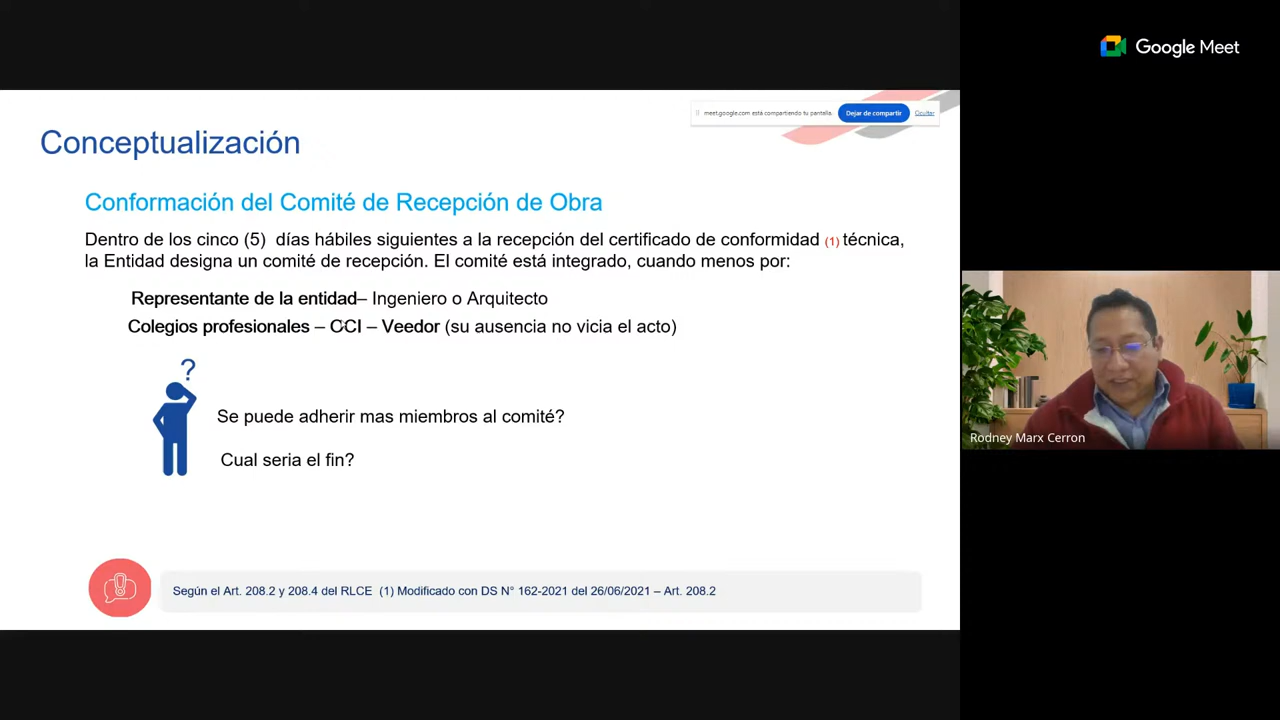 Google Meet
meet.google.com está compartiendo tu pantalla.
Dejar de compartir
Ocultar
Conceptualización
Conformación del Comité de Recepción de Obra
Dentro de los cinco (5) días hábiles siguientes a la recepción del certificado de conformidad (1) técnica,
la Entidad designa un comité de recepción. El comité está integrado, cuando menos por:
Representante de la entidad– Ingeniero o Arquitecto
Colegios profesionales – CCI – Veedor (su ausencia no vicia el acto)
?
Se puede adherir mas miembros al comité?
Cual seria el fin?
Según el Art. 208.2 y 208.4 del RLCE (1) Modificado con DS N° 162-2021 del 26/06/2021 – Art. 208.2
Rodney Marx Cerron